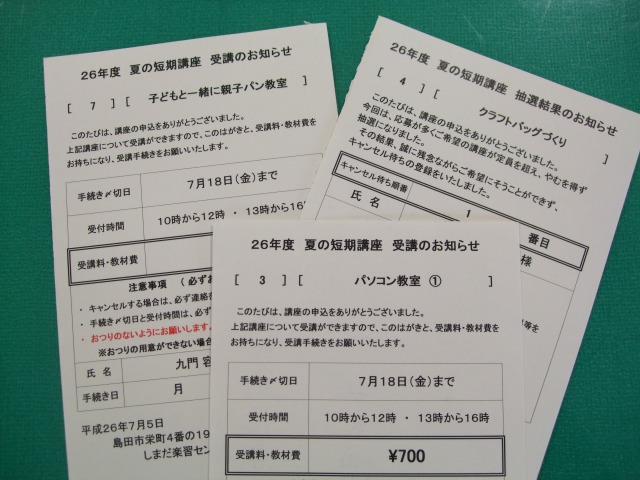 26年度 夏の短期講座 受講のお知らせ
[ 7 ] [ 子どもと一緒に親子パン教室 ]
このたびは、講座の申込をありがとうございました。
上記講座について受講ができますので、このはがきと、受講料・教材費を
お持ちになり、受講手続きをお願いいたします。
手続き〆切日 7月18日(金)まで
受付時間 10時から12時 ・ 13時から16
受講料・教材費
注意事項 (必ずお
・ キャンセルする場合は、必ず連絡を
・ 手続き〆切日と受付時間は、必ず
・ おつりのないようにお願いします。
※おつりの用意ができない場合
氏 名 九門 容
手続き日 月
平成26年7月5日
島田市栄町4番の19
しまだ楽習セン
26年度 夏の短期講座 抽選結果のお知らせ
[ 4 ] [ クラフトバッグづくり ]
このたびは、講座の申込をありがとうございました。
今回は、応募が多くご希望の講座が定員を超え、やむを得ず
抽選になりました。
その結果、誠に残念ながらご希望にそうことができず、
キャンセル待ちの登録をいたしました。
キャンセル待ち順番 1 番目
氏 名 様
等を
26年度 夏の短期講座 受講のお知らせ
[ 3 ] [ パソコン教室 ① ]
このたびは、講座の申込をありがとうございました。
上記講座について受講ができますので、このはがきと、受講料・教材費を
お持ちになり、受講手続きをお願いいたします。
手続き〆切日 7月18日(金)まで
受付時間 10時から12時 ・ 13時から16時
受講料・教材費 ¥700